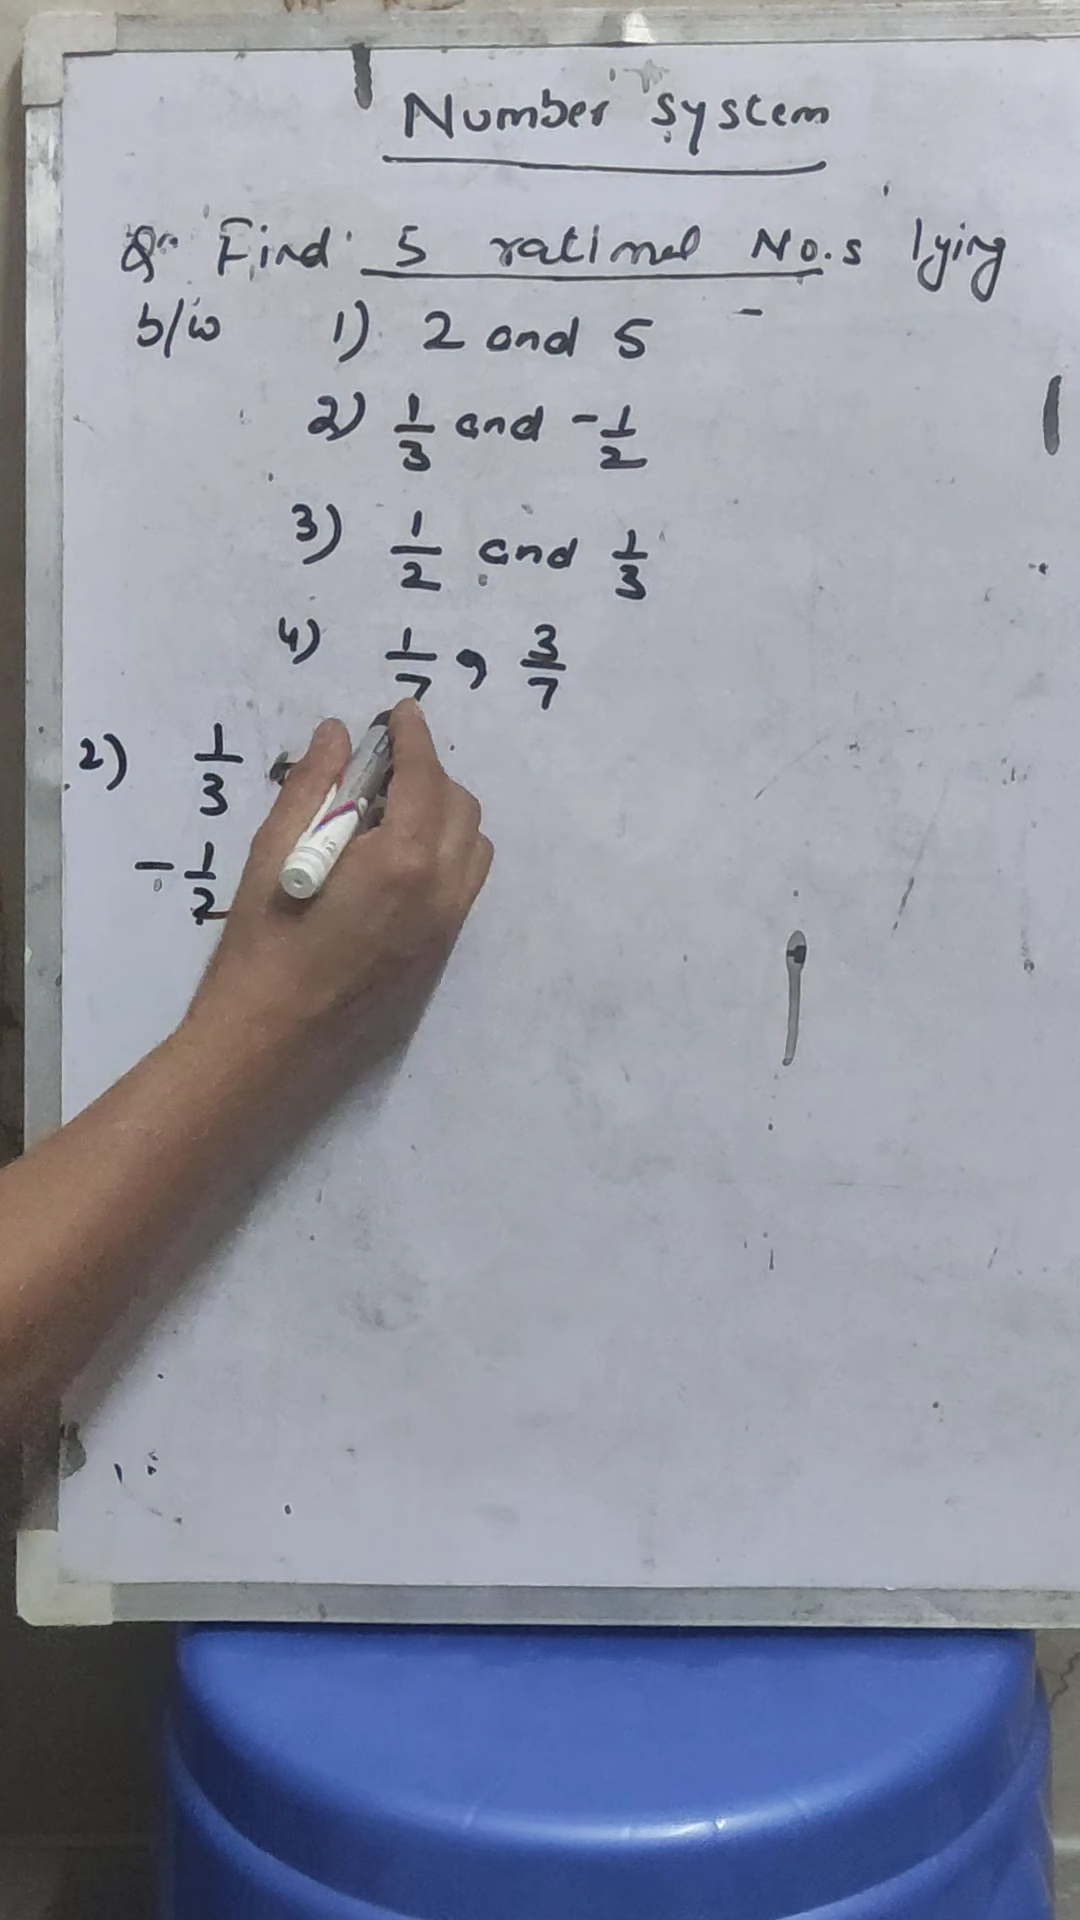 Number System
Q. Find 5 rational No.s lying
b/w 1) 2 and 5
2) 1/3 and -1/2
3) 1/2 and 1/3
4) 1/7 , 3/7
2) 1/3
-1/2